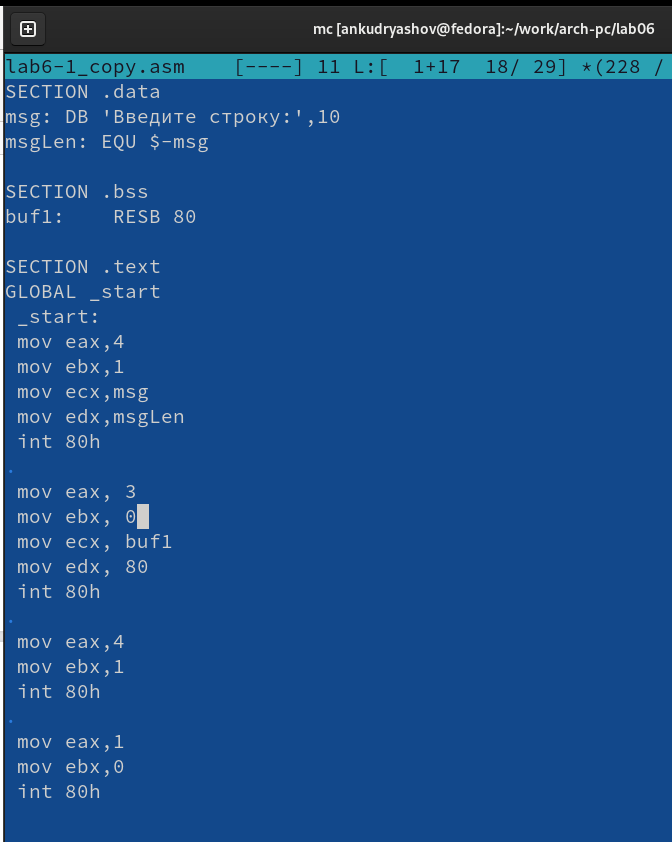 mc [ankudryashov@fedora]:~/work/arch-pc/lab06
lab6-1_copy.asm    [----] 11 L:[  1+17  18/ 29] *(228 /
SECTION .data
msg: DB 'Введите строку:',10
msgLen: EQU $-msg

SECTION .bss
buf1:    RESB 80

SECTION .text
GLOBAL _start
 _start:
 mov eax,4
 mov ebx,1
 mov ecx,msg
 mov edx,msgLen
 int 80h
.
 mov eax, 3
 mov ebx, 0
 mov ecx, buf1
 mov edx, 80
 int 80h
.
 mov eax,4
 mov ebx,1
 int 80h
.
 mov eax,1
 mov ebx,0
 int 80h